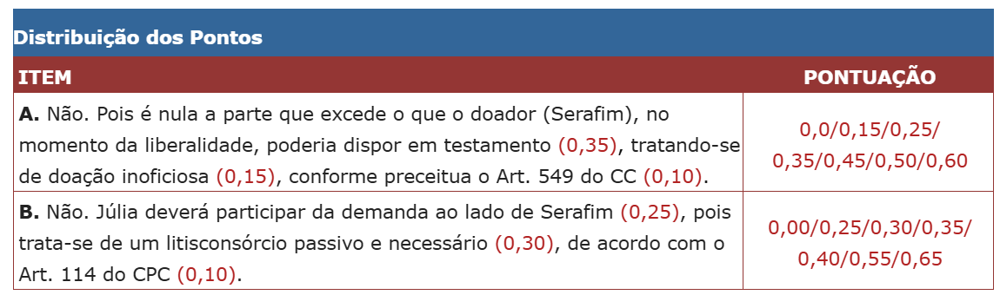 Distribuição dos Pontos
ITEM PONTUAÇÃO
A. Não. Pois é nula a parte que excede o que o doador (Serafim), no
momento da liberalidade, poderia dispor em testamento (0,35), tratando-se
de doação inoficiosa (0,15), conforme preceitua o Art. 549 do CC (0,10).
0,0/0,15/0,25/
0,35/0,45/0,50/0,60
B. Não. Júlia deverá participar da demanda ao lado de Serafim (0,25), pois
trata-se de um litisconsórcio passivo e necessário (0,30), de acordo com o
Art. 114 do CPC (0,10).
0,00/0,25/0,30/0,35/
0,40/0,55/0,65